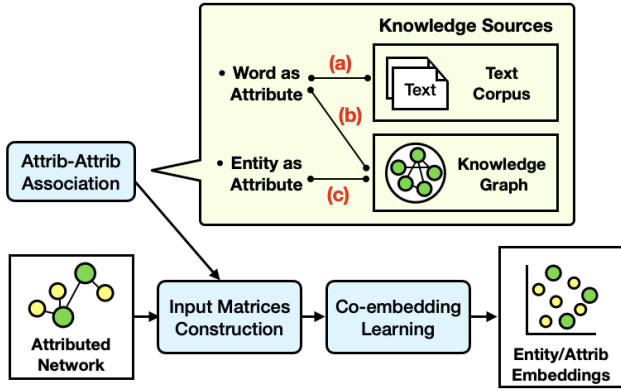 Knowledge Sources
• Word as
Attribute
(a)
Text
Text
Corpus
(b)
Attrib-Attrib
Association
• Entity as
Attribute
(c)
Knowledge
Graph
Attributed
Network
Input Matrices
Construction
Co-embedding
Learning
Entity/Attrib
Embeddings